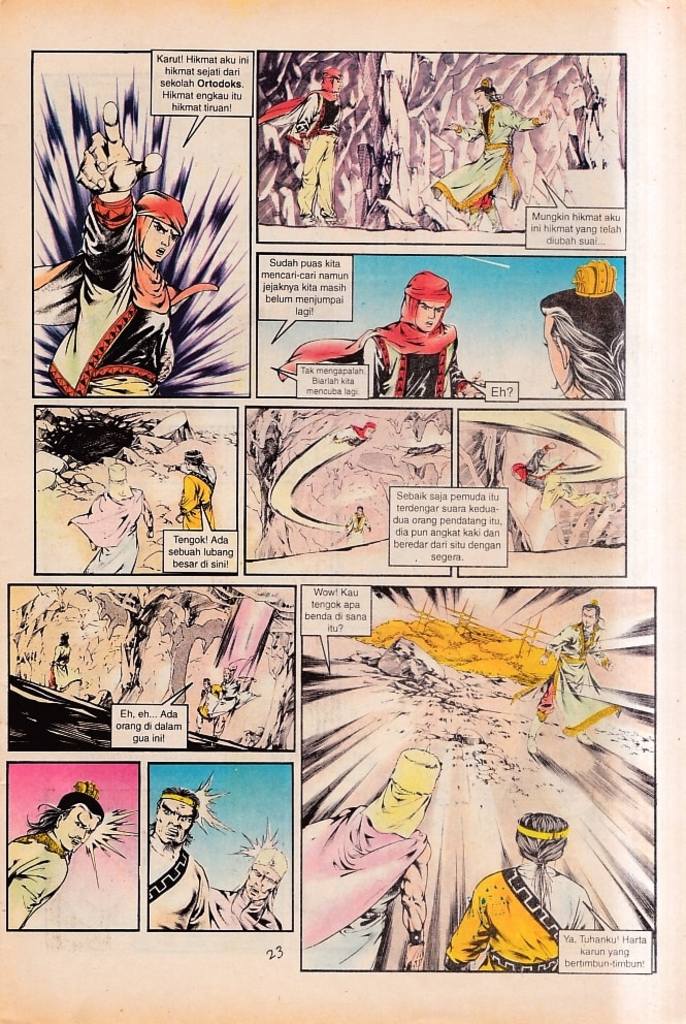 Karut! Hikmat aku ini
hikmat sejati dari
sekolah Ortodoks.
Hikmat engkau itu
hikmat tiruan!
Mungkin hikmat aku
ini hikmat yang telah
diubah suai...
Sudah puas kita
mencari-cari namun
jejaknya kita masih
belum menjumpai
lagi!
Tak mengapalah.
Biarlah kita
mencuba lagi.
Eh?
Tengok! Ada
sebuah lubang
besar di sini!
Sebaik saja pemuda itu
terdengar suara kedua-
dua orang pendatang itu,
dia pun angkat kaki dan
beredar dari situ dengan
segera.
Eh, eh... Ada
orang di dalam
gua ini!
Wow! Kau
tengok apa
benda di sana
itu?
Ya, Tuhanku! Harta
karun yang
bertimbun-timbun!
23